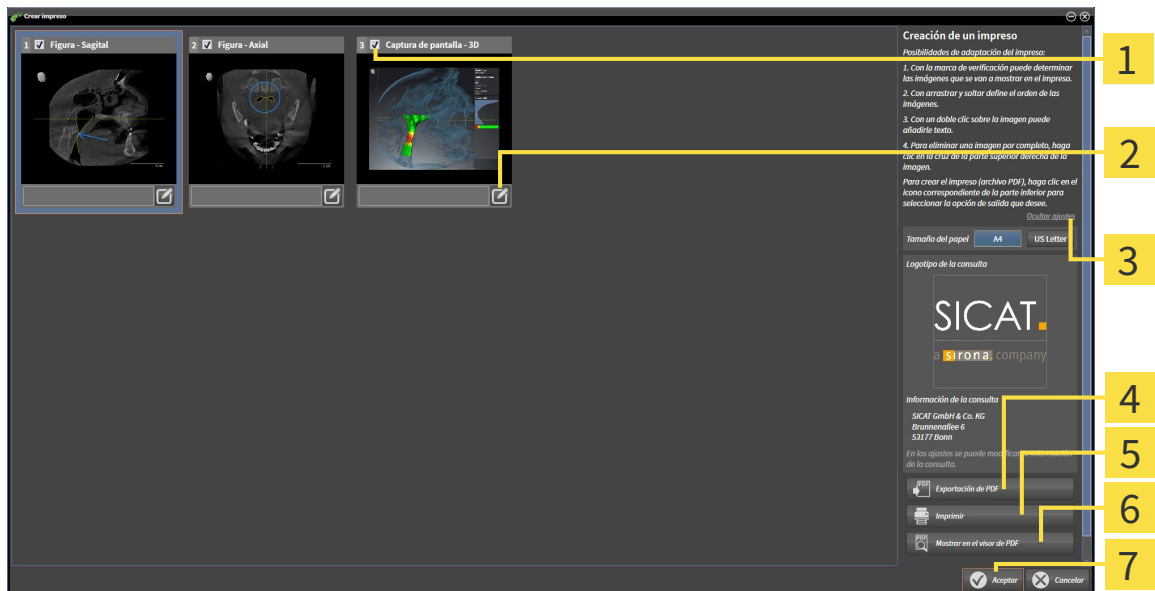 Crear impreso
1 Figura - Sagital
2 Figura - Axial
3 Captura de pantalla - 3D
Creación de un impreso
Posibilidades de adaptación del impreso:
1. Con la marca de verificación puede determinar
las imágenes que se van a mostrar en el impreso.
2. Con arrastrar y soltar define el orden de las
imágenes.
3. Con un doble clic sobre la imagen puede
añadirle texto.
4. Para eliminar una imagen por completo, haga
clic en la cruz de la parte superior derecha de la
imagen.
Para crear el impreso (archivo PDF), haga clic en el
icono correspondiente de la parte inferior para
seleccionar la opción de salida que desee.
Ocultar ajustes
Tamaño del papel A4 US Letter
Logotipo de la consulta
SICAT.
a sirona. company
Información de la consulta
SICAT GmbH & Co. KG
Brunnenallee 6
53177 Bonn
En los ajustes se puede modificar la información
de la consulta.
PDF Exportación de PDF
Imprimir
PDF Mostrar en el visor de PDF
Aceptar Cancelar
1
2
3
4
5
6
7